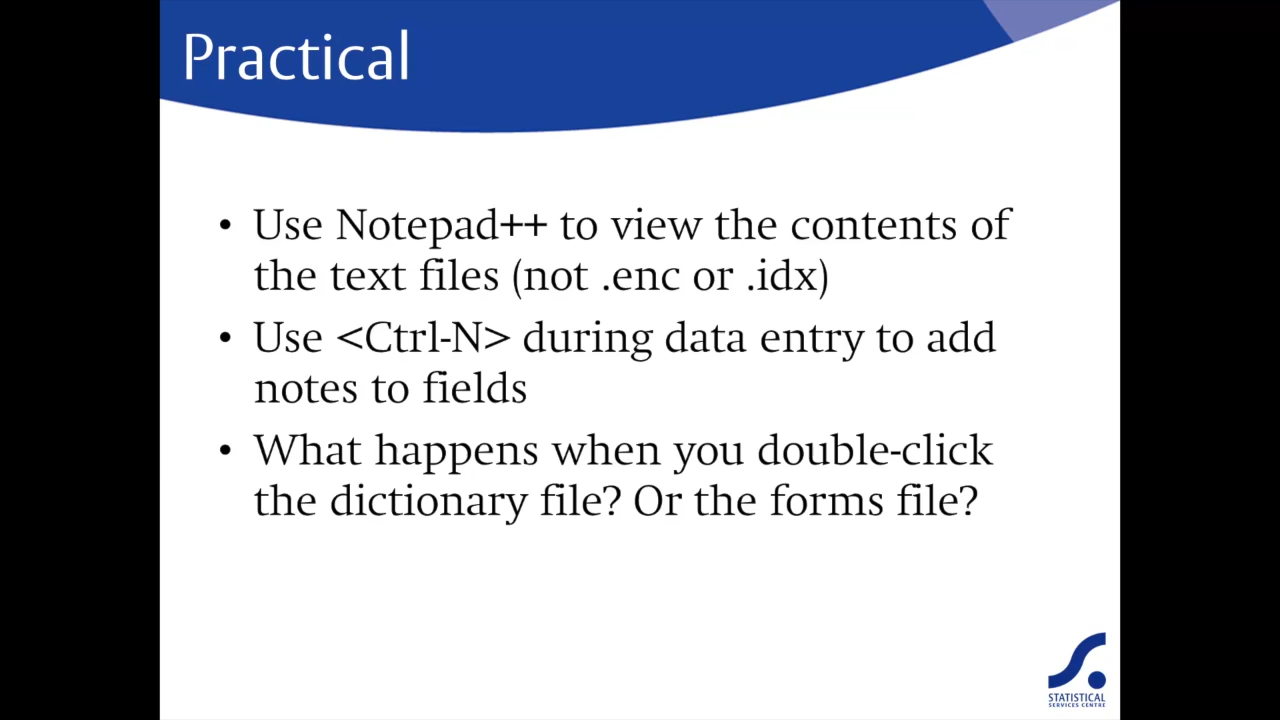 Practical
• Use Notepad++ to view the contents of
the text files (not .enc or .idx)
• Use <Ctrl-N> during data entry to add
notes to fields
• What happens when you double-click
the dictionary file? Or the forms file?
STATISTICAL
SERVICES CENTRE